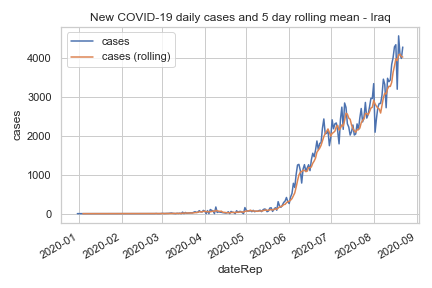 New COVID-19 daily cases and 5 day rolling mean - Iraq
cases
cases (rolling)
4000
3000
2000
1000
0
cases
2020-01
2020-02
2020-03
2020-04
2020-05
2020-06
2020-07
2020-08
2020-09
dateRep